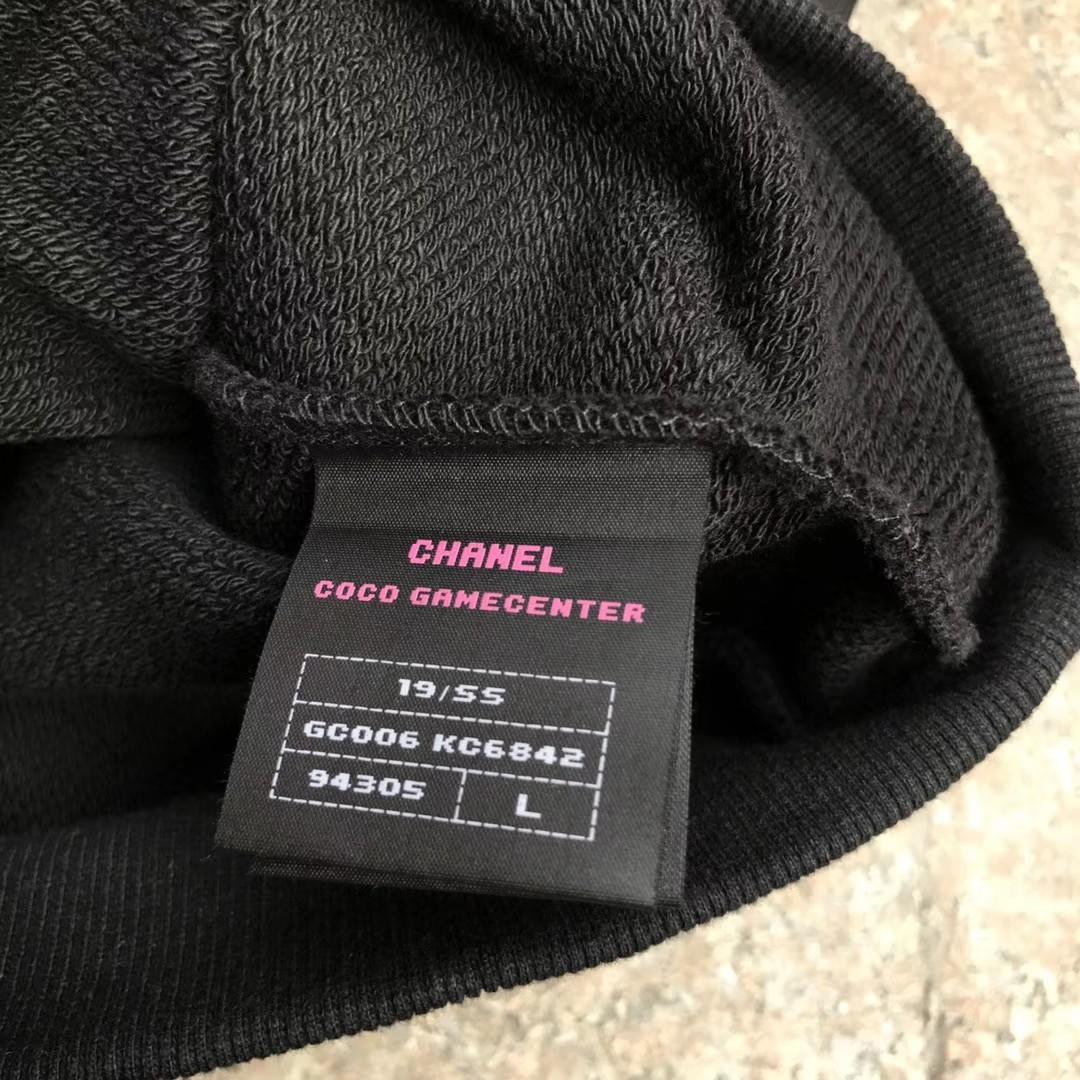 CHANEL
COCO GAMECENTER
19/SS
GC006 KC6842
94305
L